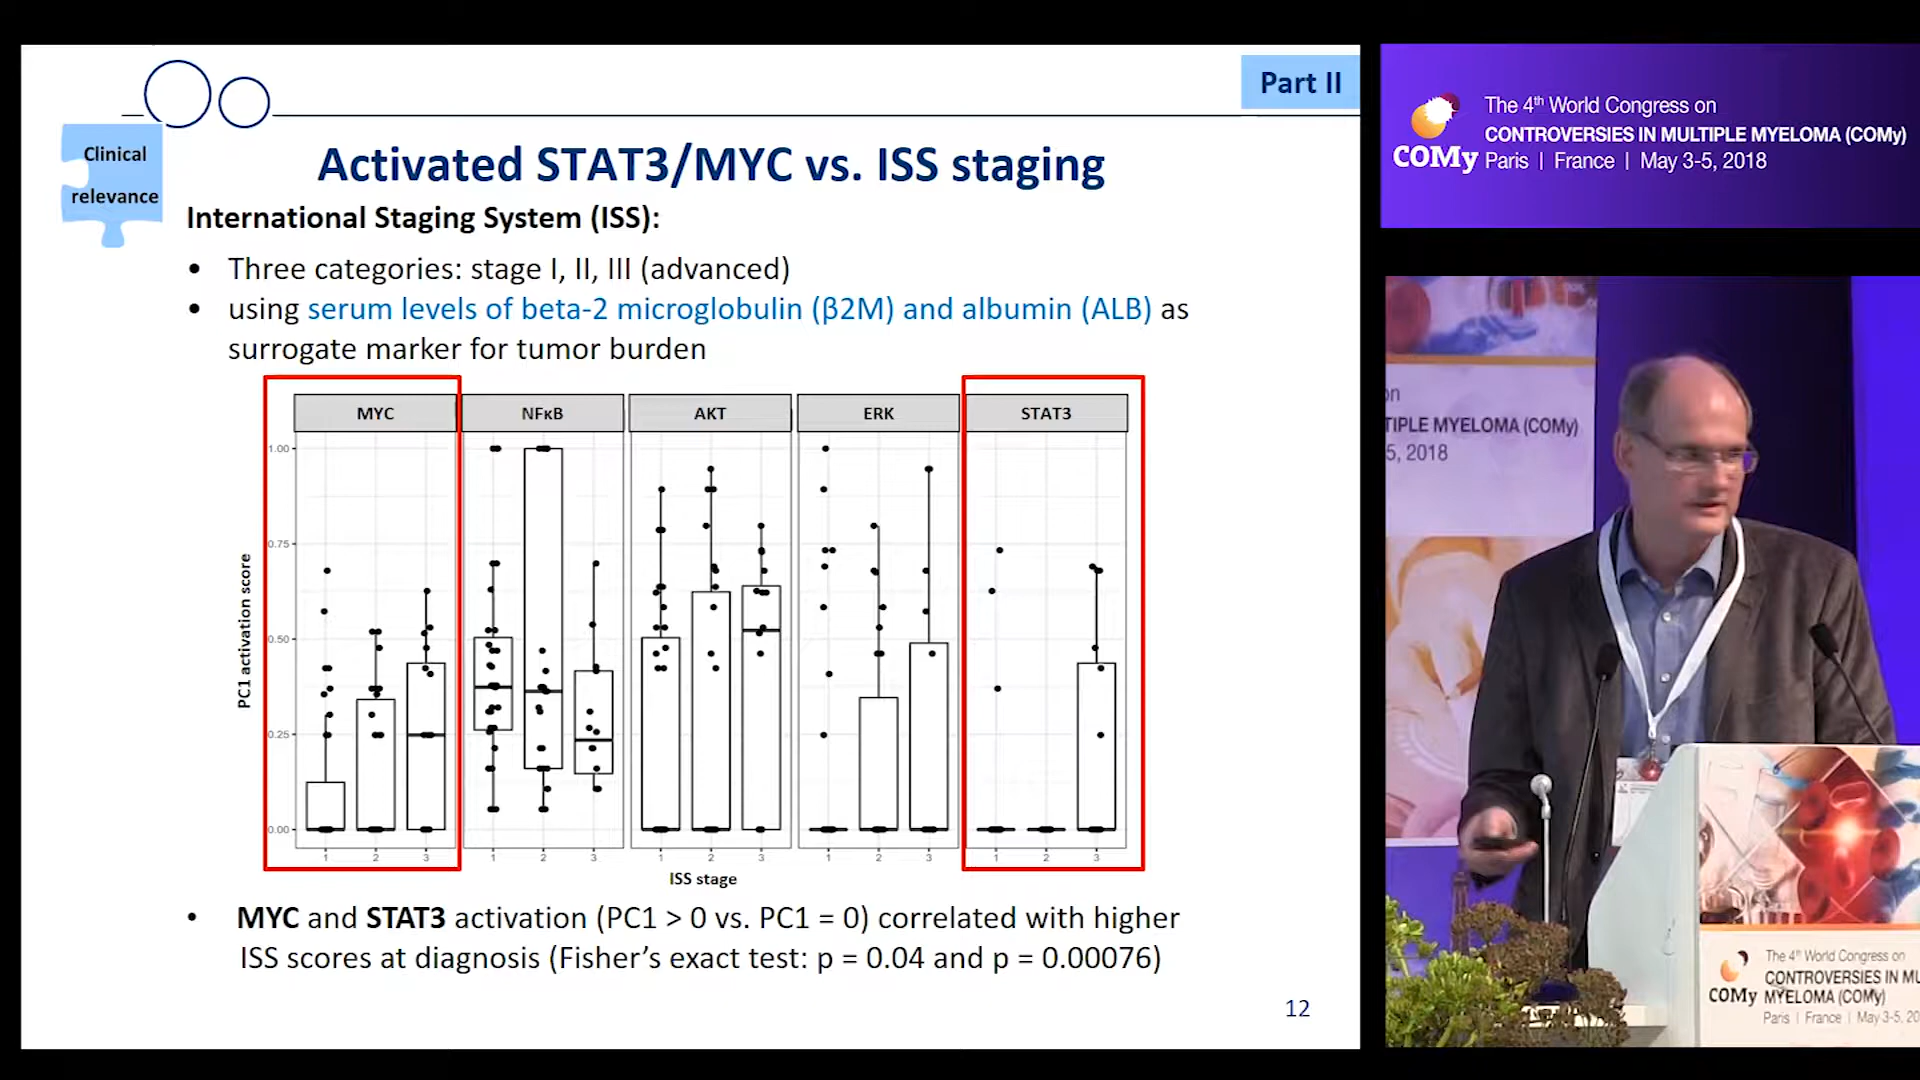 Part II
Clinical
relevance
Activated STAT3/MYC vs. ISS staging
International Staging System (ISS):
• Three categories: stage I, II, III (advanced)
• using serum levels of beta-2 microglobulin (β2M) and albumin (ALB) as
surrogate marker for tumor burden
MYC NFκB AKT ERK STAT3
1.00
0.75
0.50
0.25
0.00
PC1 activation score
1 2 3 1 2 3 1 2 3 1 2 3 1 2 3
ISS stage
• MYC and STAT3 activation (PC1 > 0 vs. PC1 = 0) correlated with higher
ISS scores at diagnosis (Fisher’s exact test: p = 0.04 and p = 0.00076)
12
The 4th World Congress on
CONTROVERSIES IN MULTIPLE MYELOMA (COMy)
COMy Paris | France | May 3-5, 2018
on
TIPLE MYELOMA (COMy)
5, 2018
The 4th World Congress on
CONTROVERSIES IN MU
MYELOMA (COMy)
COMy
Paris | France | May 3-5, 20